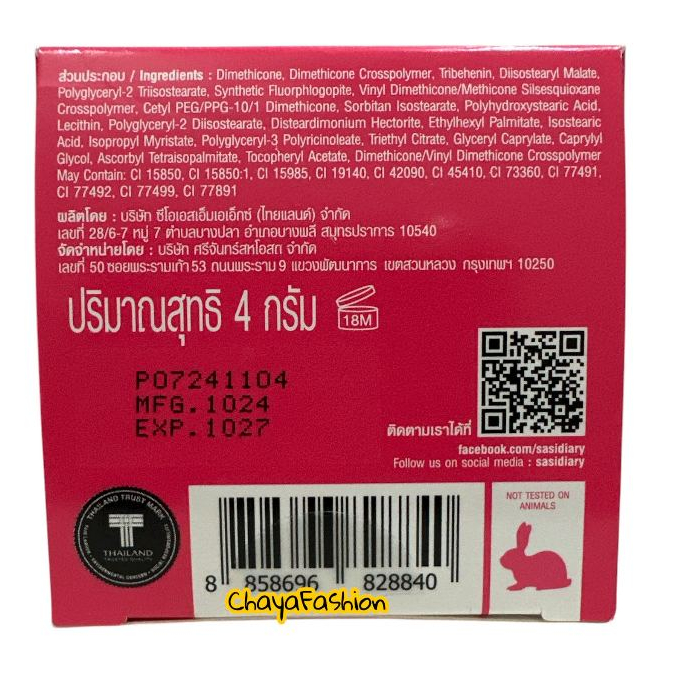 ส่วนประกอบ / Ingredients : Dimethicone, Dimethicone Crosspolymer, Tribehenin, Diisostearyl Malate,
Polyglyceryl-2 Triisostearate, Synthetic Fluorphlogopite, Vinyl Dimethicone/Methicone Silsesquioxane
Crosspolymer, Cetyl PEG/PPG-10/1 Dimethicone, Sorbitan Isostearate, Polyhydroxystearic Acid,
Lecithin, Polyglyceryl-2 Diisostearate, Disteardimonium Hectorite, Ethylhexyl Palmitate, Isostearic
Acid, Isopropyl Myristate, Polyglyceryl-3 Polyricinoleate, Triethyl Citrate, Glyceryl Caprylate, Caprylyl
Glycol, Ascorbyl Tetraisopalmitate, Tocopheryl Acetate, Dimethicone/Vinyl Dimethicone Crosspolymer
May Contain: CI 15850, CI 15850:1, CI 15985, CI 19140, CI 42090, CI 45410, CI 73360, CI 77491,
CI 77492, CI 77499, CI 77891
ผลิตโดย : บริษัท ซีโอเอสเอ็มเอเอ็กซ์ (ไทยแลนด์) จำกัด
เลขที่ 28/6-7 หมู่ 7 ตำบลบางปลา อำเภอบางพลี สมุทรปราการ 10540
จัดจำหน่ายโดย : บริษัท ศรีจันทร์สหโอสถ จำกัด
เลขที่ 50 ซอยพระรามเก้า 53 ถนนพระราม 9 แขวงพัฒนาการ เขตสวนหลวง กรุงเทพฯ 10250
ปริมาณสุทธิ 4 กรัม
18M
P07241104
MFG.1024
EXP.1027
ติดตามเราได้ที่
facebook.com/sasidiary
Follow us on social media : sasidiary
THAILAND TRUST MARK
T
THAILAND
TRUSTED QUALITY
NOT TESTED ON
ANIMALS
8 858696 828840
ChayaFashion